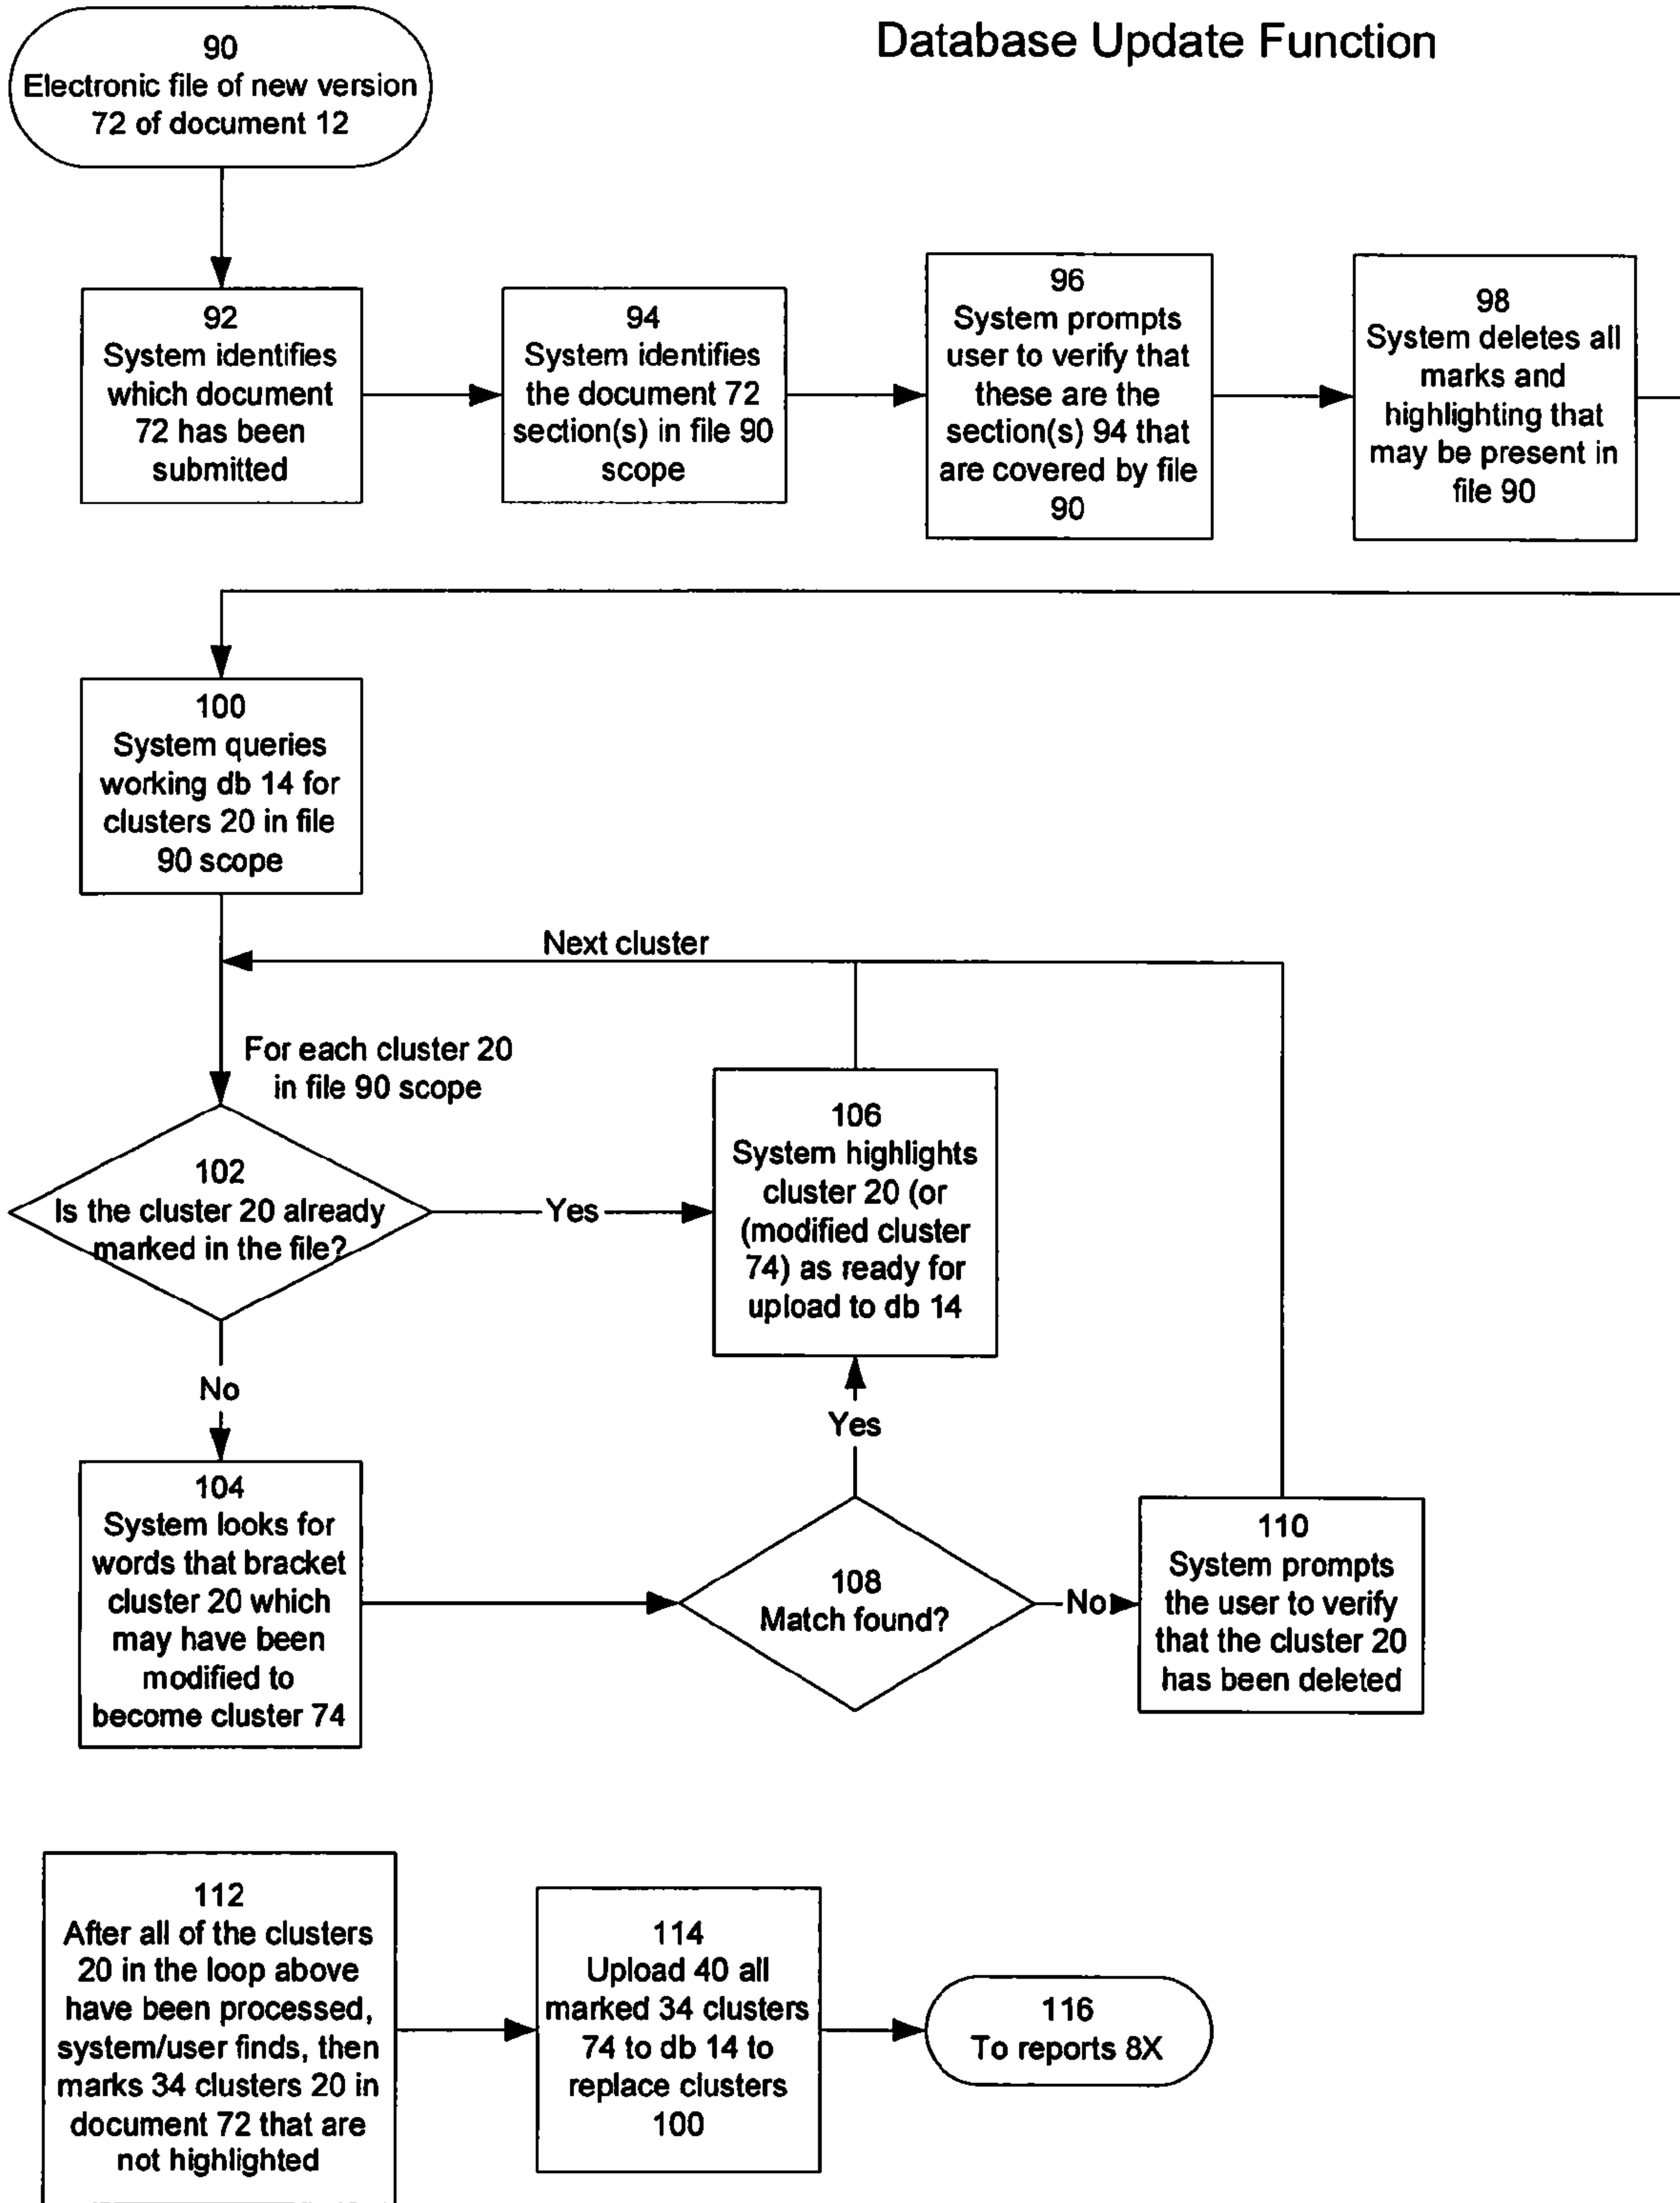 Database Update Function
90
Electronic file of new version
72 of document 12
92
System identifies
which document
72 has been
submitted
94
System identifies
the document 72
section(s) in file 90
scope
96
System prompts
user to verify that
these are the
section(s) 94 that
are covered by file
90
98
System deletes all
marks and
highlighting that
may be present in
file 90
100
System queries
working db 14 for
clusters 20 in file
90 scope
Next cluster
For each cluster 20
in file 90 scope
102
Is the cluster 20 already
marked in the file?
Yes
106
System highlights
cluster 20 (or
(modified cluster
74) as ready for
upload to db 14
No
Yes
104
System looks for
words that bracket
cluster 20 which
may have been
modified to
become cluster 74
108
Match found?
No
110
System prompts
the user to verify
that the cluster 20
has been deleted
112
After all of the clusters
20 in the loop above
have been processed,
system/user finds, then
marks 34 clusters 20 in
document 72 that are
not highlighted
114
Upload 40 all
marked 34 clusters
74 to db 14 to
replace clusters
100
116
To reports 8X